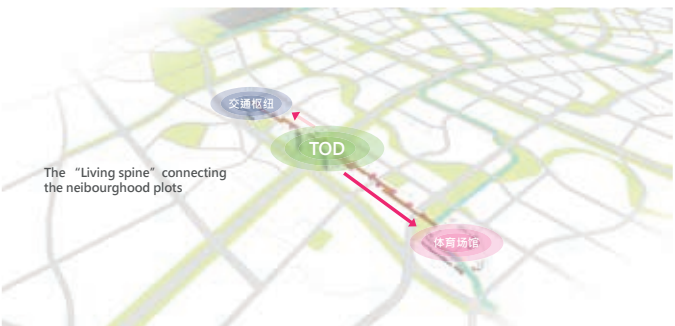 交通枢纽
TOD
The “Living spine” connecting
the neibourghood plots
体育场馆